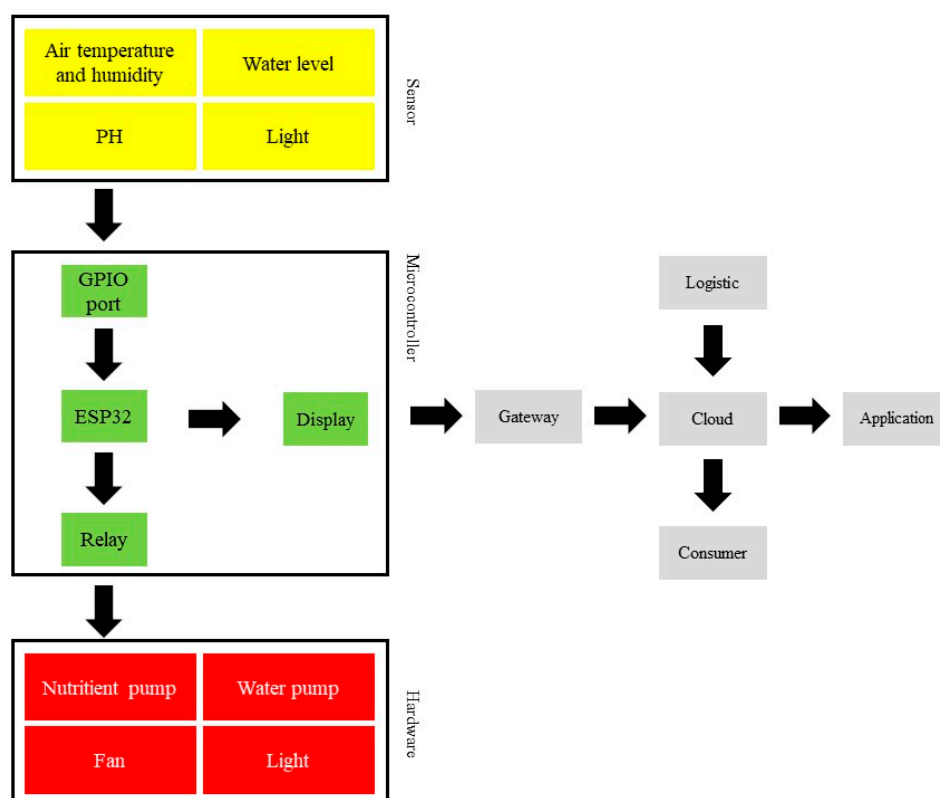 Air temperature
and humidity
Water level
PH
Light
Sensor
GPIO
port
ESP32
Display
Relay
Microcontroller
Gateway
Logistic
Cloud
Application
Consumer
Nutritient pump
Water pump
Fan
Light
Hardware